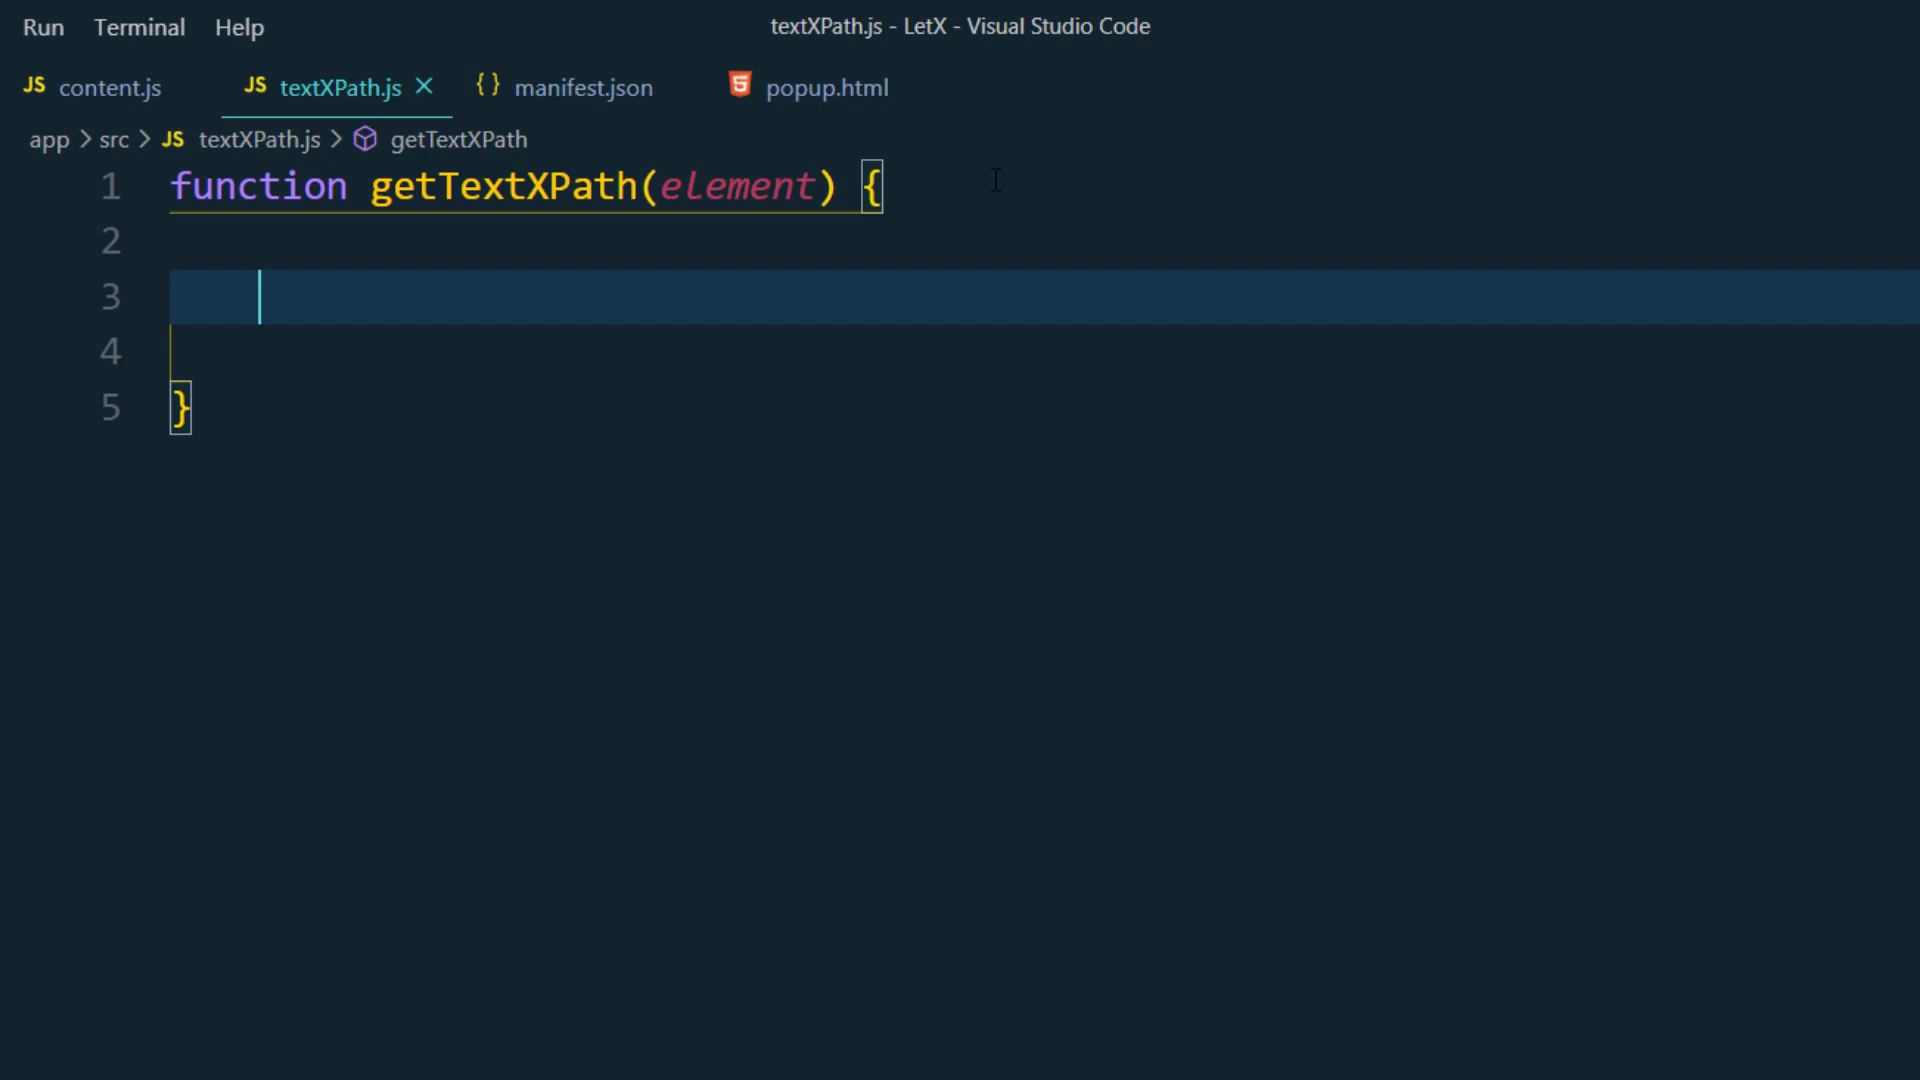 Run Terminal Help textXPath.js - LetX - Visual Studio Code
JS content.js JS textXPath.js {} manifest.json 5 popup.html
app > src > JS textXPath.js > getTextXPath
1 function getTextXPath(element) {
2
3
4
5 }